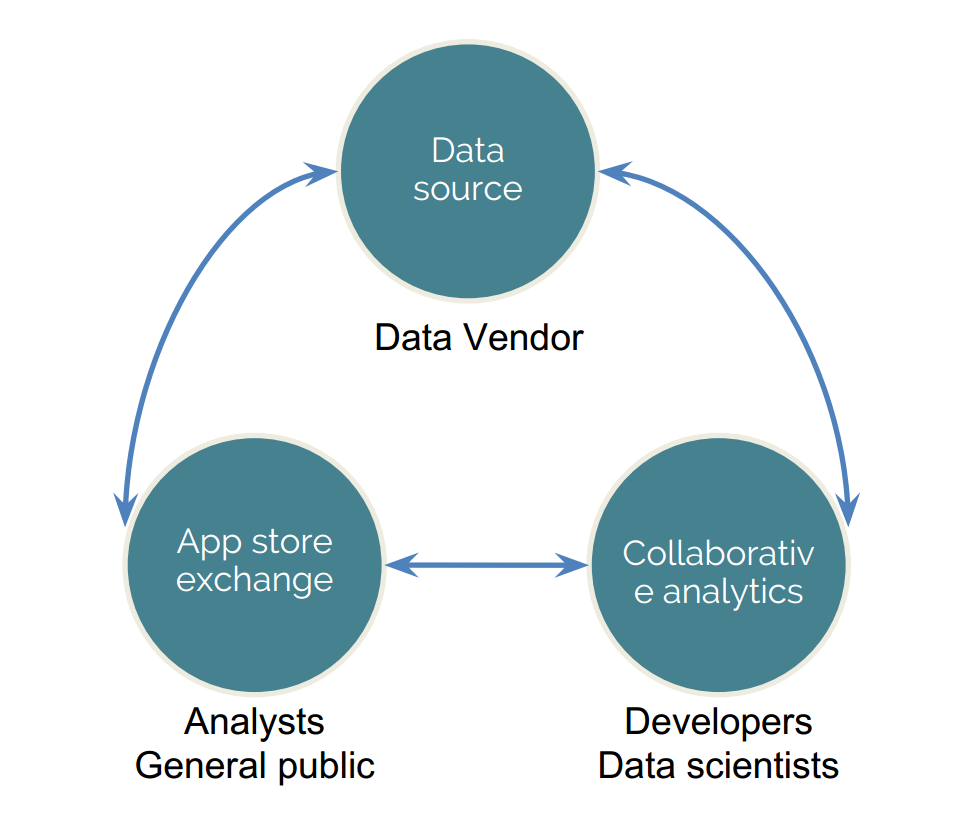 Data
source
Data Vendor
App store
exchange
Analysts
General public
Collaborativ
e analytics
Developers
Data scientists